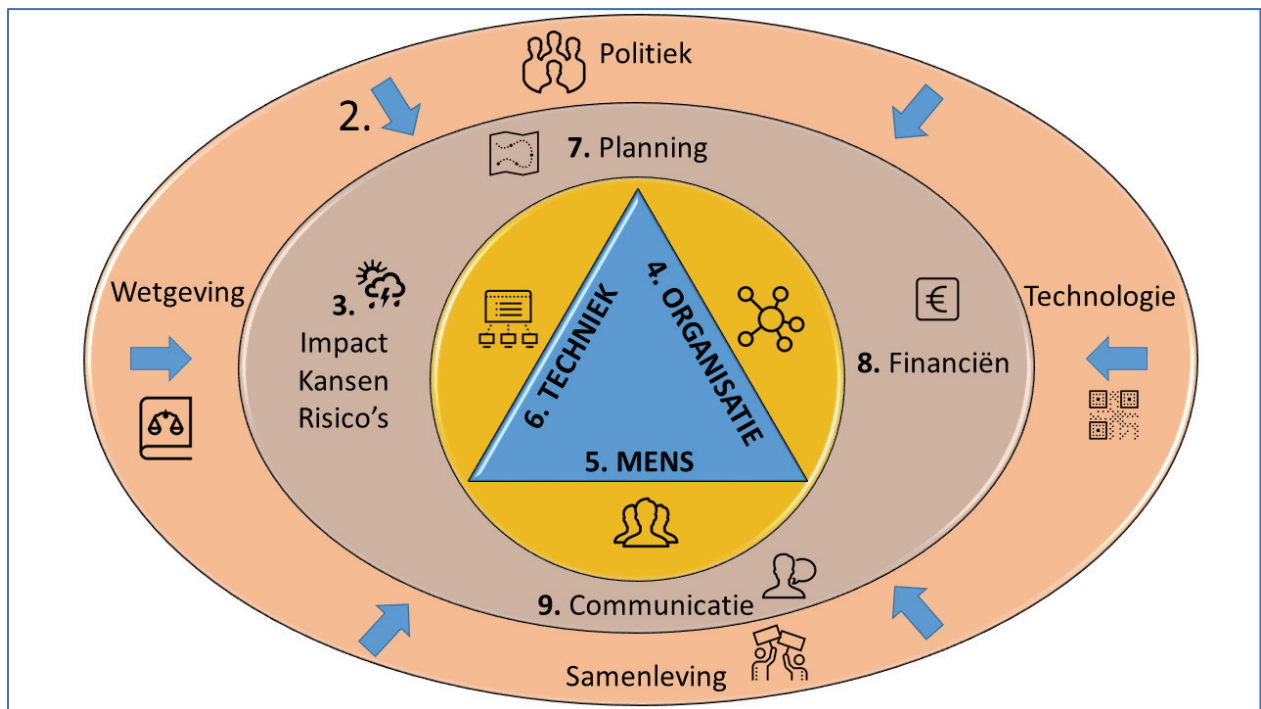 Politiek
2.
7. Planning
Wetgeving
3.
Impact
Kansen
Risico's
6. TECHNIEK
4. ORGANISATIE
5. MENS
8. Financiën
Technologie
9. Communicatie
Samenleving